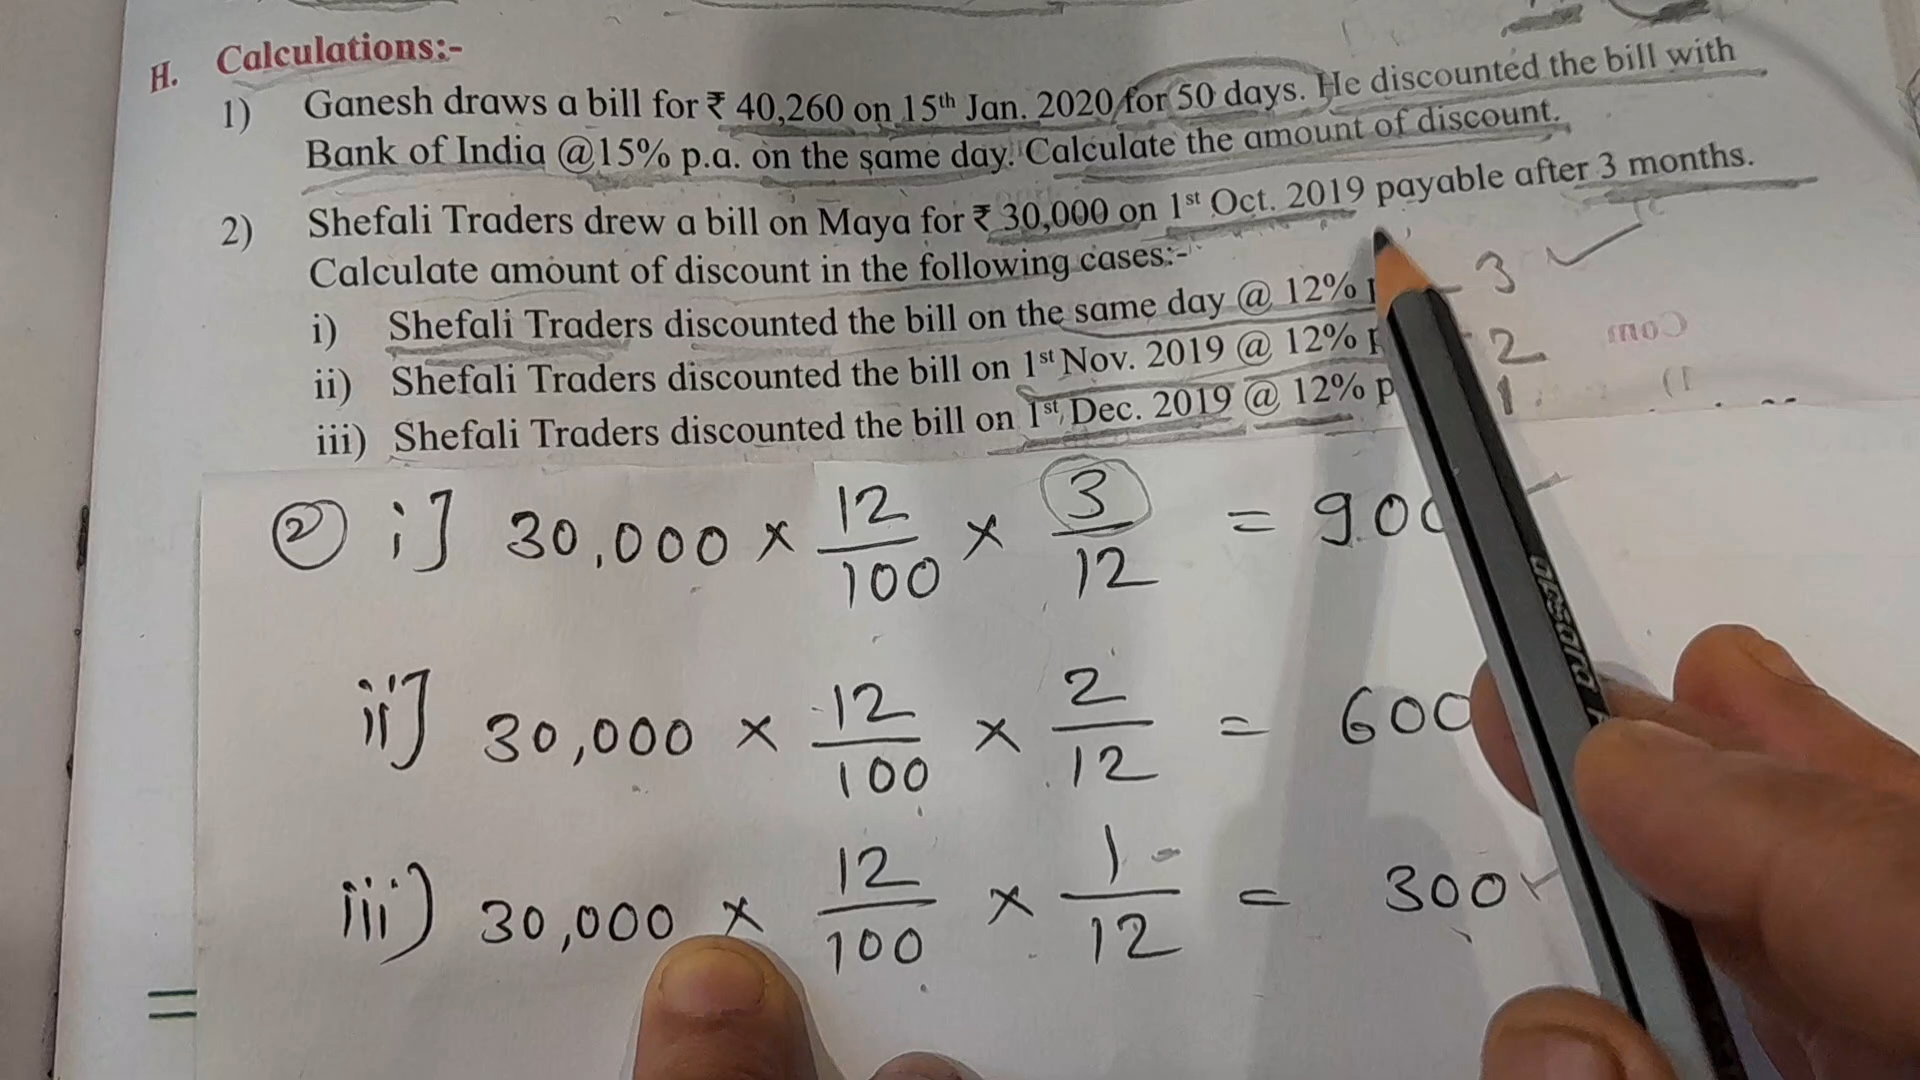 H. Calculations:-
1) Ganesh draws a bill for ₹ 40,260 on 15th Jan. 2020 for 50 days. He discounted the bill with
Bank of India @15% p.a. on the same day. Calculate the amount of discount.
2) Shefali Traders drew a bill on Maya for ₹ 30,000 on 1st Oct. 2019 payable after 3 months.
Calculate amount of discount in the following cases:-
i) Shefali Traders discounted the bill on the same day @ 12% 3
ii) Shefali Traders discounted the bill on 1st Nov. 2019 @ 12% 2
iii) Shefali Traders discounted the bill on 1st Dec. 2019 @ 12% p 1
② i] 30,000 × 12/100 × 3/12 = 900
ii] 30,000 × 12/100 × 2/12 = 600
iii) 30,000 × 12/100 × 1/12 = 300